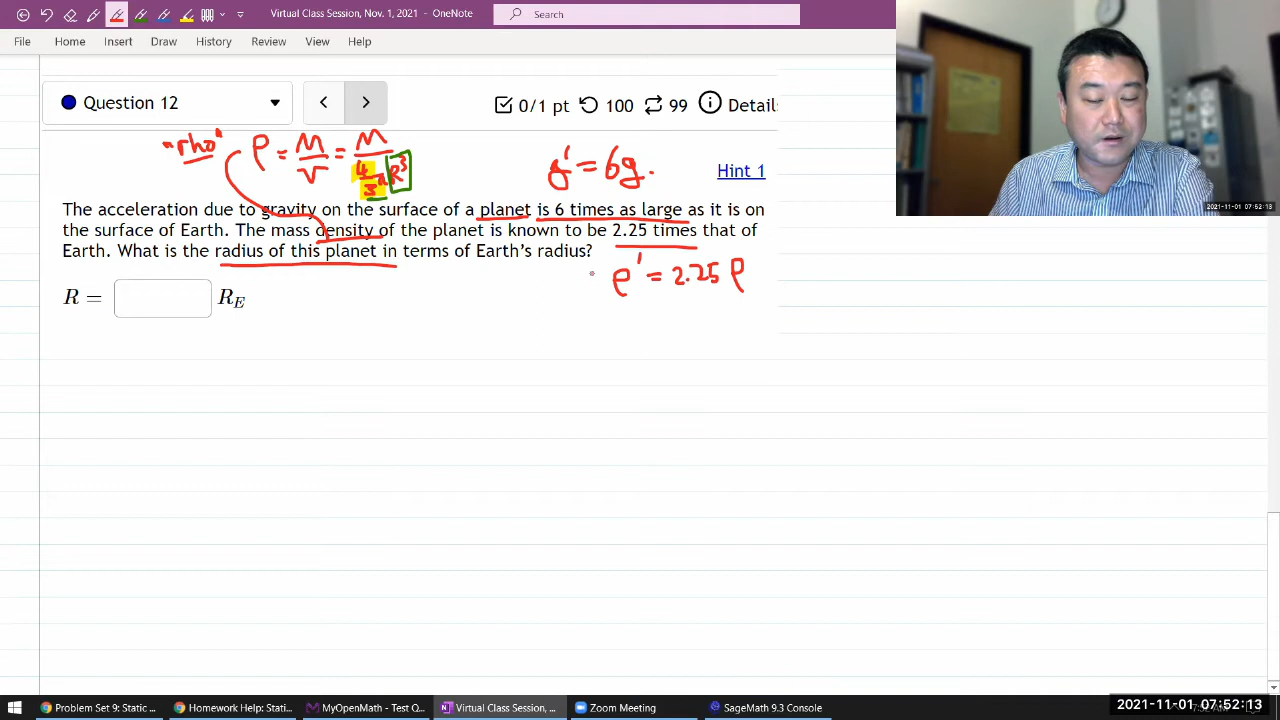 Virtual Class Session, Nov. 1, 2021 - OneNote
Search
File Home Insert Draw History Review View Help
Question 12
0/1 pt 100 99 Detail
"rho" ρ = M/V = M/(4/3 π R³)
g' = 6g.
Hint 1
The acceleration due to gravity on the surface of a planet is 6 times as large as it is on
the surface of Earth. The mass density of the planet is known to be 2.25 times that of
Earth. What is the radius of this planet in terms of Earth's radius?
ρ' = 2.25 ρ
R = R_E
2021-11-01 07:52:13
Problem Set 9: Static ...
Homework Help: Stati...
MyOpenMath - Test Q...
Virtual Class Session, ...
Zoom Meeting
SageMath 9.3 Console
2021-11-01 07:52:13